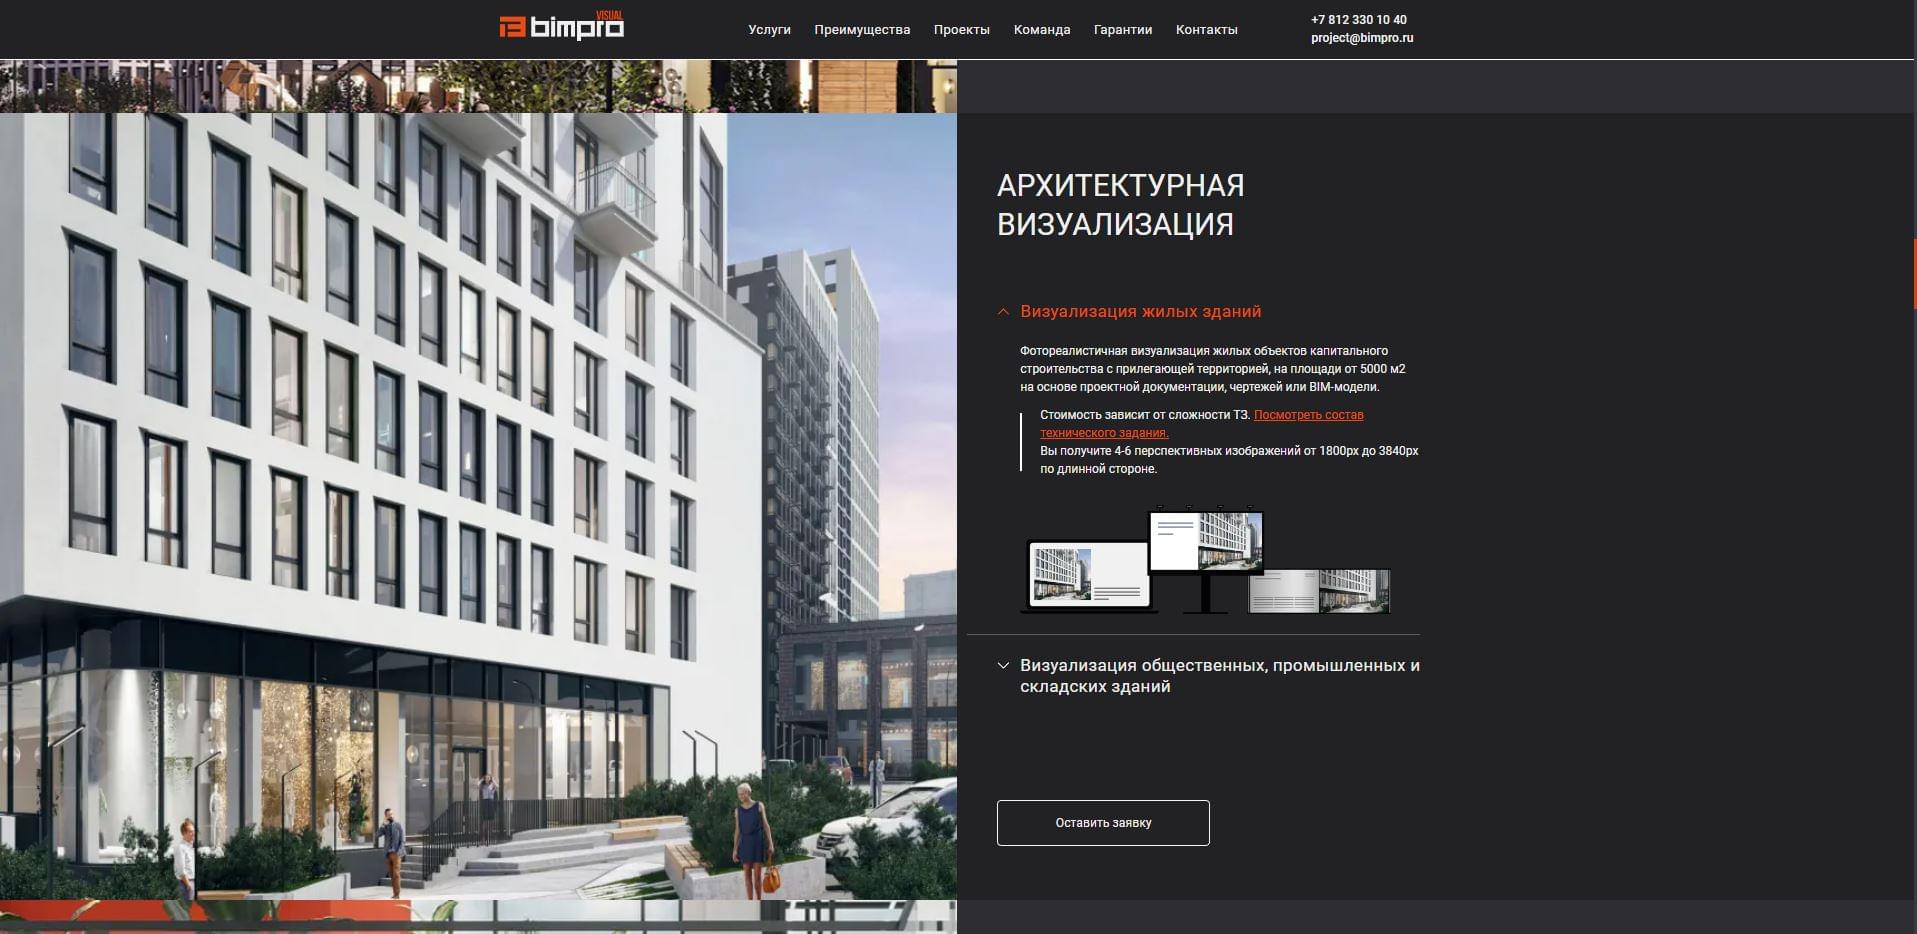 VISUAL
bimpro
Услуги Преимущества Проекты Команда Гарантии Контакты
+7 812 330 10 40
project@bimpro.ru
АРХИТЕКТУРНАЯ
ВИЗУАЛИЗАЦИЯ
Визуализация жилых зданий
Фотореалистичная визуализация жилых объектов капитального
строительства с прилегающей территорией, на площади от 5000 м2
на основе проектной документации, чертежей или BIM-модели.
Стоимость зависит от сложности ТЗ. Посмотреть состав
технического задания.
Вы получите 4-6 перспективных изображений от 1800px до 3840px
по длинной стороне.
Визуализация общественных, промышленных и
складских зданий
Оставить заявку